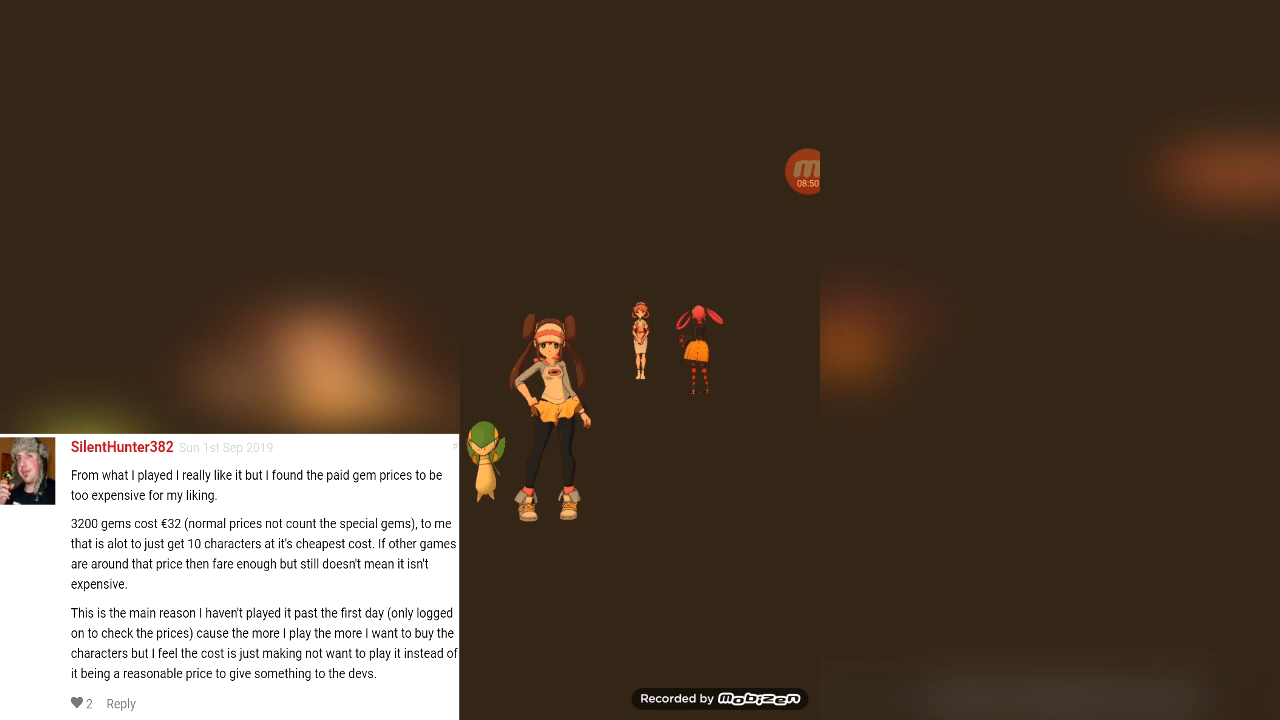 08:50
SilentHunter382 Sun 1st Sep 2019 #
From what I played I really like it but I found the paid gem prices to be
too expensive for my liking.
3200 gems cost €32 (normal prices not count the special gems), to me
that is alot to just get 10 characters at it's cheapest cost. If other games
are around that price then fare enough but still doesn't mean it isn't
expensive.
This is the main reason I haven't played it past the first day (only logged
on to check the prices) cause the more I play the more I want to buy the
characters but I feel the cost is just making not want to play it instead of
it being a reasonable price to give something to the devs.
2 Reply
Recorded by mobizen